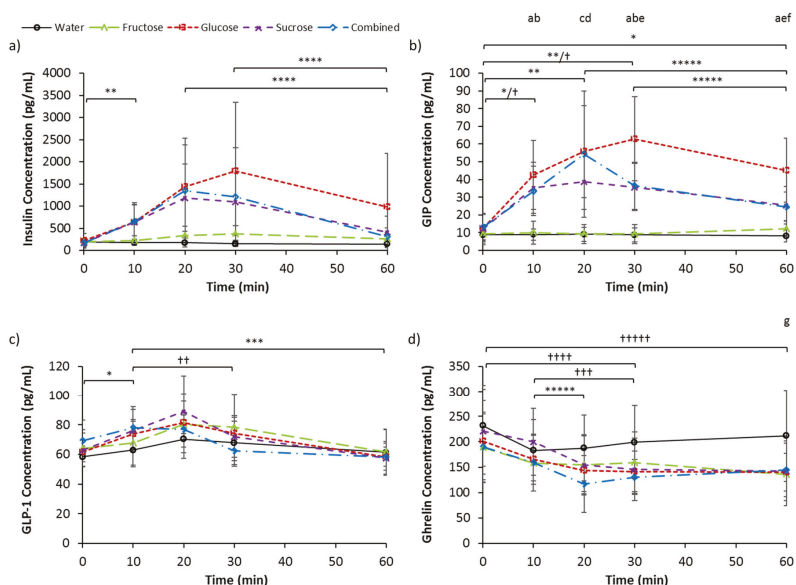 Water Fructose Glucose Sucrose Combined
a)
****
**
****
Insulin Concentration (pg/mL)
4000
3500
3000
2500
2000
1500
1000
500
0
0 10 20 30 40 50 60
Time (min)
ab cd abe aef
*
b)
**/†
** *****
*/† *****
GIP Concentration (pg/mL)
100
90
80
70
60
50
40
30
20
10
0
0 10 20 30 40 50 60
Time (min)
c)
***
* ††
GLP-1 Concentration (pg/mL)
120
100
80
60
40
20
0
0 10 20 30 40 50 60
Time (min)
g
d)
†††††
††††
†††
*****
Ghrelin Concentration (pg/mL)
350
300
250
200
150
100
50
0
0 10 20 30 40 50 60
Time (min)